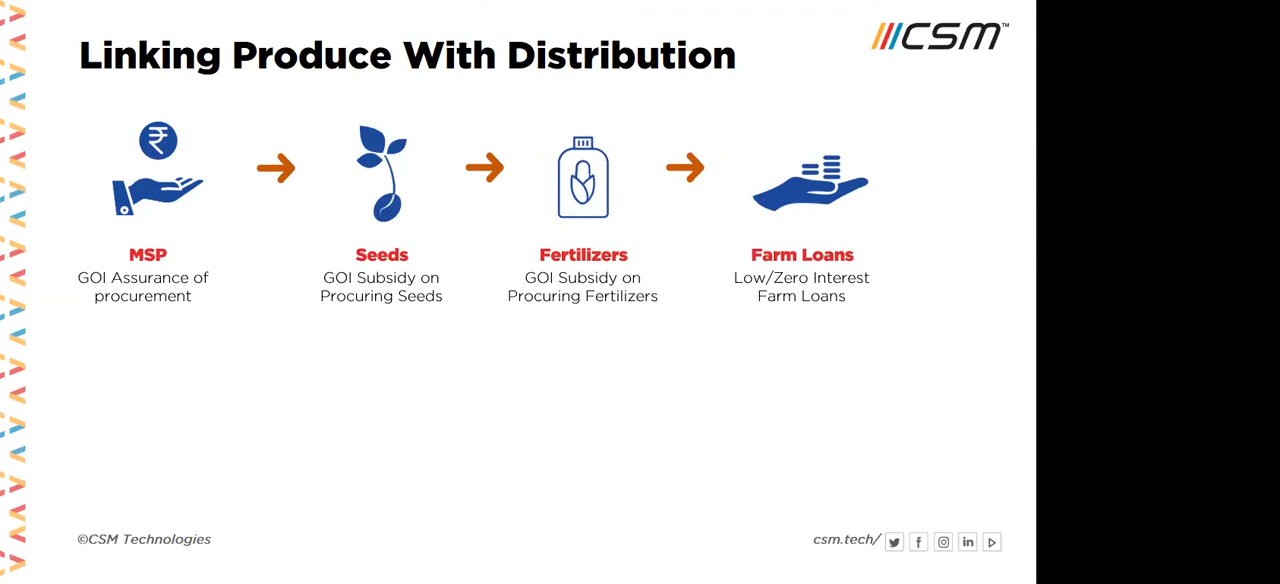 CSM™
Linking Produce With Distribution
₹
MSP
GOI Assurance of
procurement
Seeds
GOI Subsidy on
Procuring Seeds
Fertilizers
GOI Subsidy on
Procuring Fertilizers
Farm Loans
Low/Zero Interest
Farm Loans
©CSM Technologies
csm.tech/